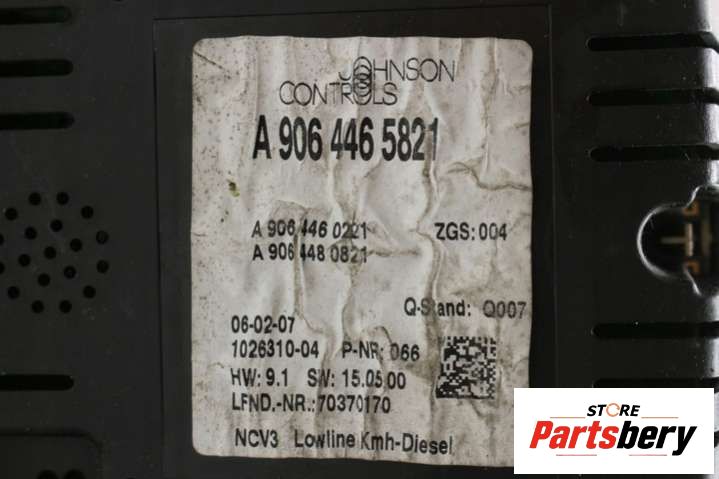 JOHNSON
CONTROLS
A 906 446 5821
A 906 446 0221 ZGS: 004
A 906 448 0821
Q-Stand: Q007
06-02-07
1026310-04 P-NR: 066
HW: 9.1 SW: 15.05.00
LFND.-NR.: 70370170
NCV3 Lowline Kmh-Diesel
STORE
Partsbery